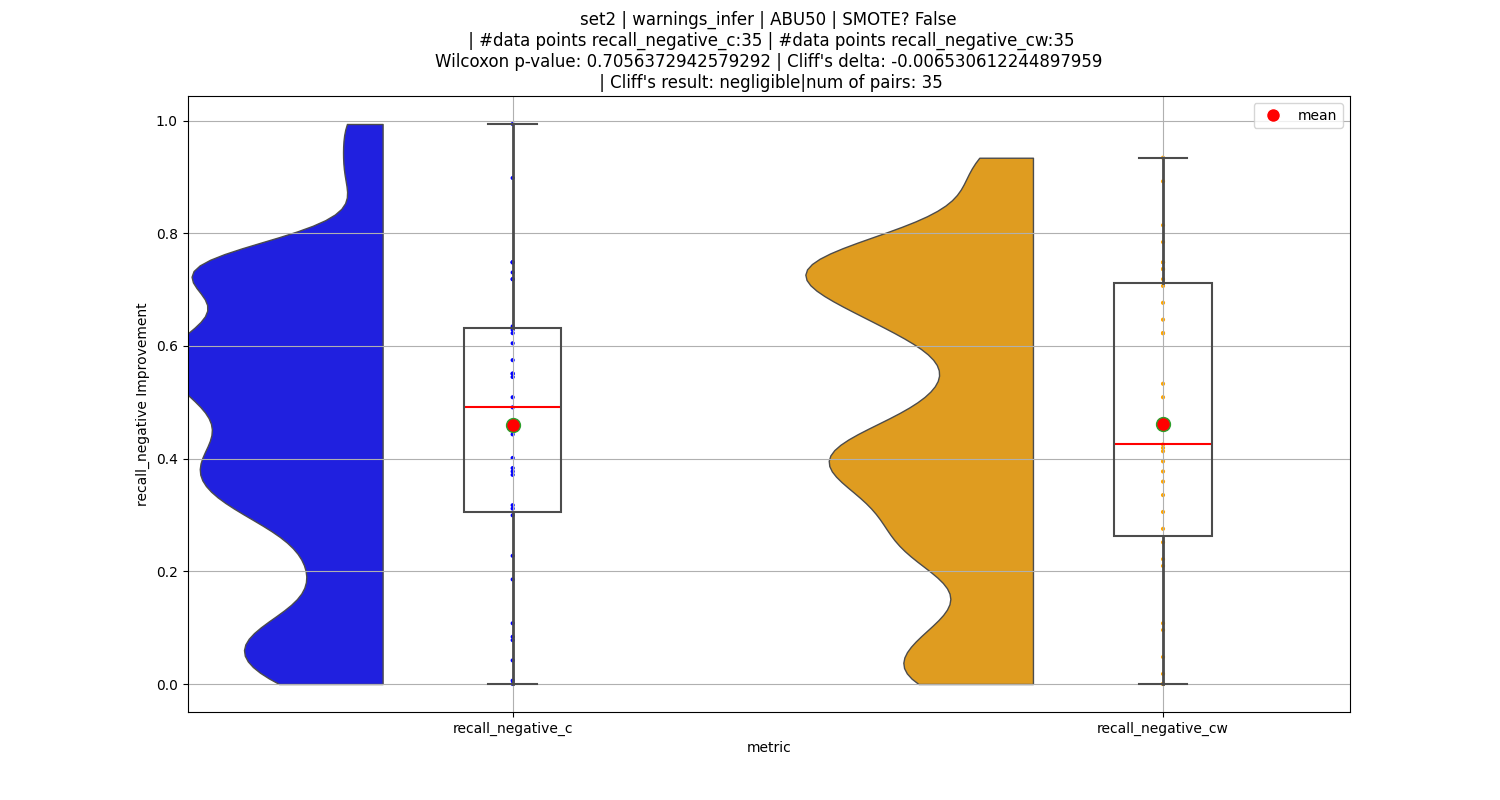 set2 | warnings_infer | ABU50 | SMOTE? False
| #data points recall_negative_c:35 | #data points recall_negative_cw:35
Wilcoxon p-value: 0.7056372942579292 | Cliff's delta: -0.006530612244897959
| Cliff's result: negligible|num of pairs: 35
mean
1.0
0.8
0.6
0.4
0.2
0.0
recall_negative Improvement
recall_negative_c
recall_negative_cw
metric